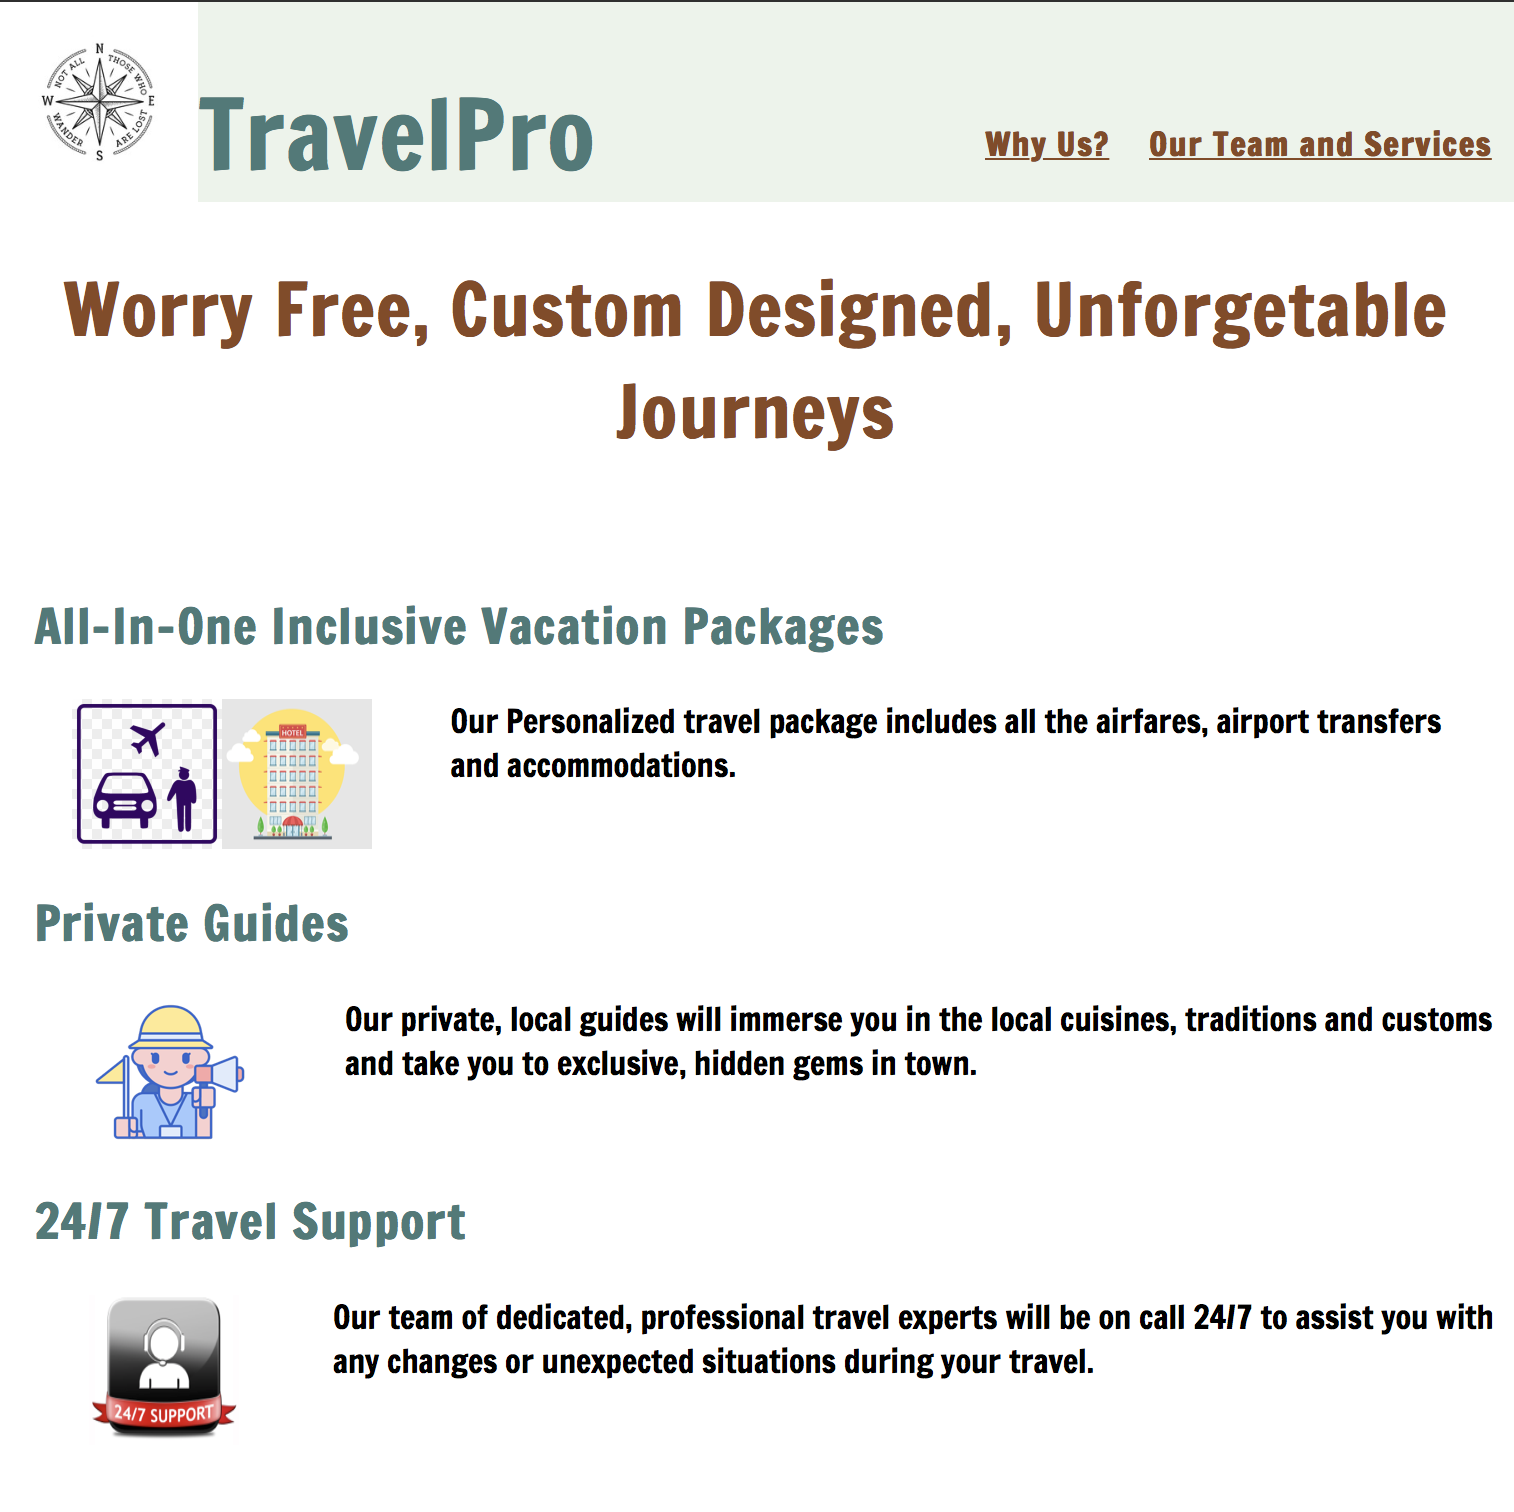 N
NOT ALL THOSE WHO
W E
WANDER ARE LOST
S
TravelPro
Why Us? Our Team and Services
Worry Free, Custom Designed, Unforgetable
Journeys
All-In-One Inclusive Vacation Packages
HOTEL
Our Personalized travel package includes all the airfares, airport transfers
and accommodations.
Private Guides
Our private, local guides will immerse you in the local cuisines, traditions and customs
and take you to exclusive, hidden gems in town.
24/7 Travel Support
Our team of dedicated, professional travel experts will be on call 24/7 to assist you with
any changes or unexpected situations during your travel.
24/7 SUPPORT